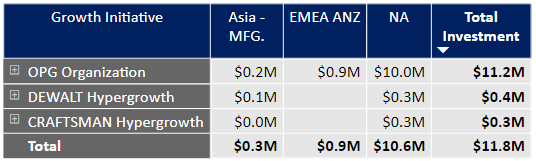 Growth Initiative Asia - MFG. EMEA ANZ NA Total Investment
OPG Organization $0.2M $0.9M $10.0M $11.2M
DEWALT Hypergrowth $0.1M $0.3M $0.4M
CRAFTSMAN Hypergrowth $0.0M $0.3M $0.3M
Total $0.3M $0.9M $10.6M $11.8M